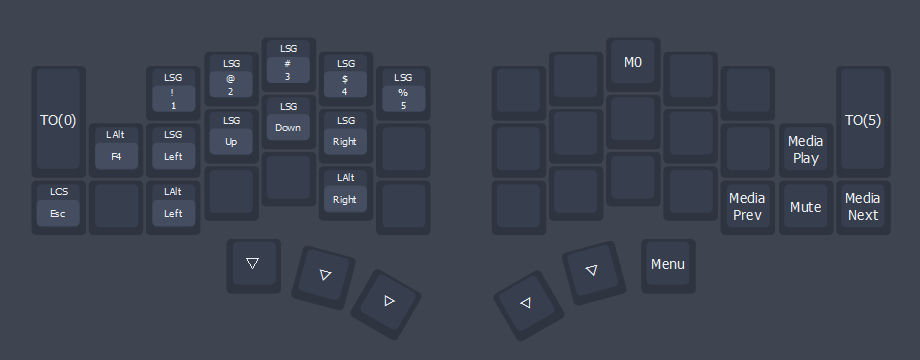 TO(0)
LAlt
F4
LCS
Esc
LSG
!
1
LSG
Left
LAlt
Left
LSG
@
2
LSG
Up
LSG
#
3
LSG
Down
LSG
$
4
LSG
Right
LAlt
Right
LSG
%
5
▽
▽
▷
M0
TO(5)
Media
Play
Media
Prev
Mute
Media
Next
◁
▽
Menu